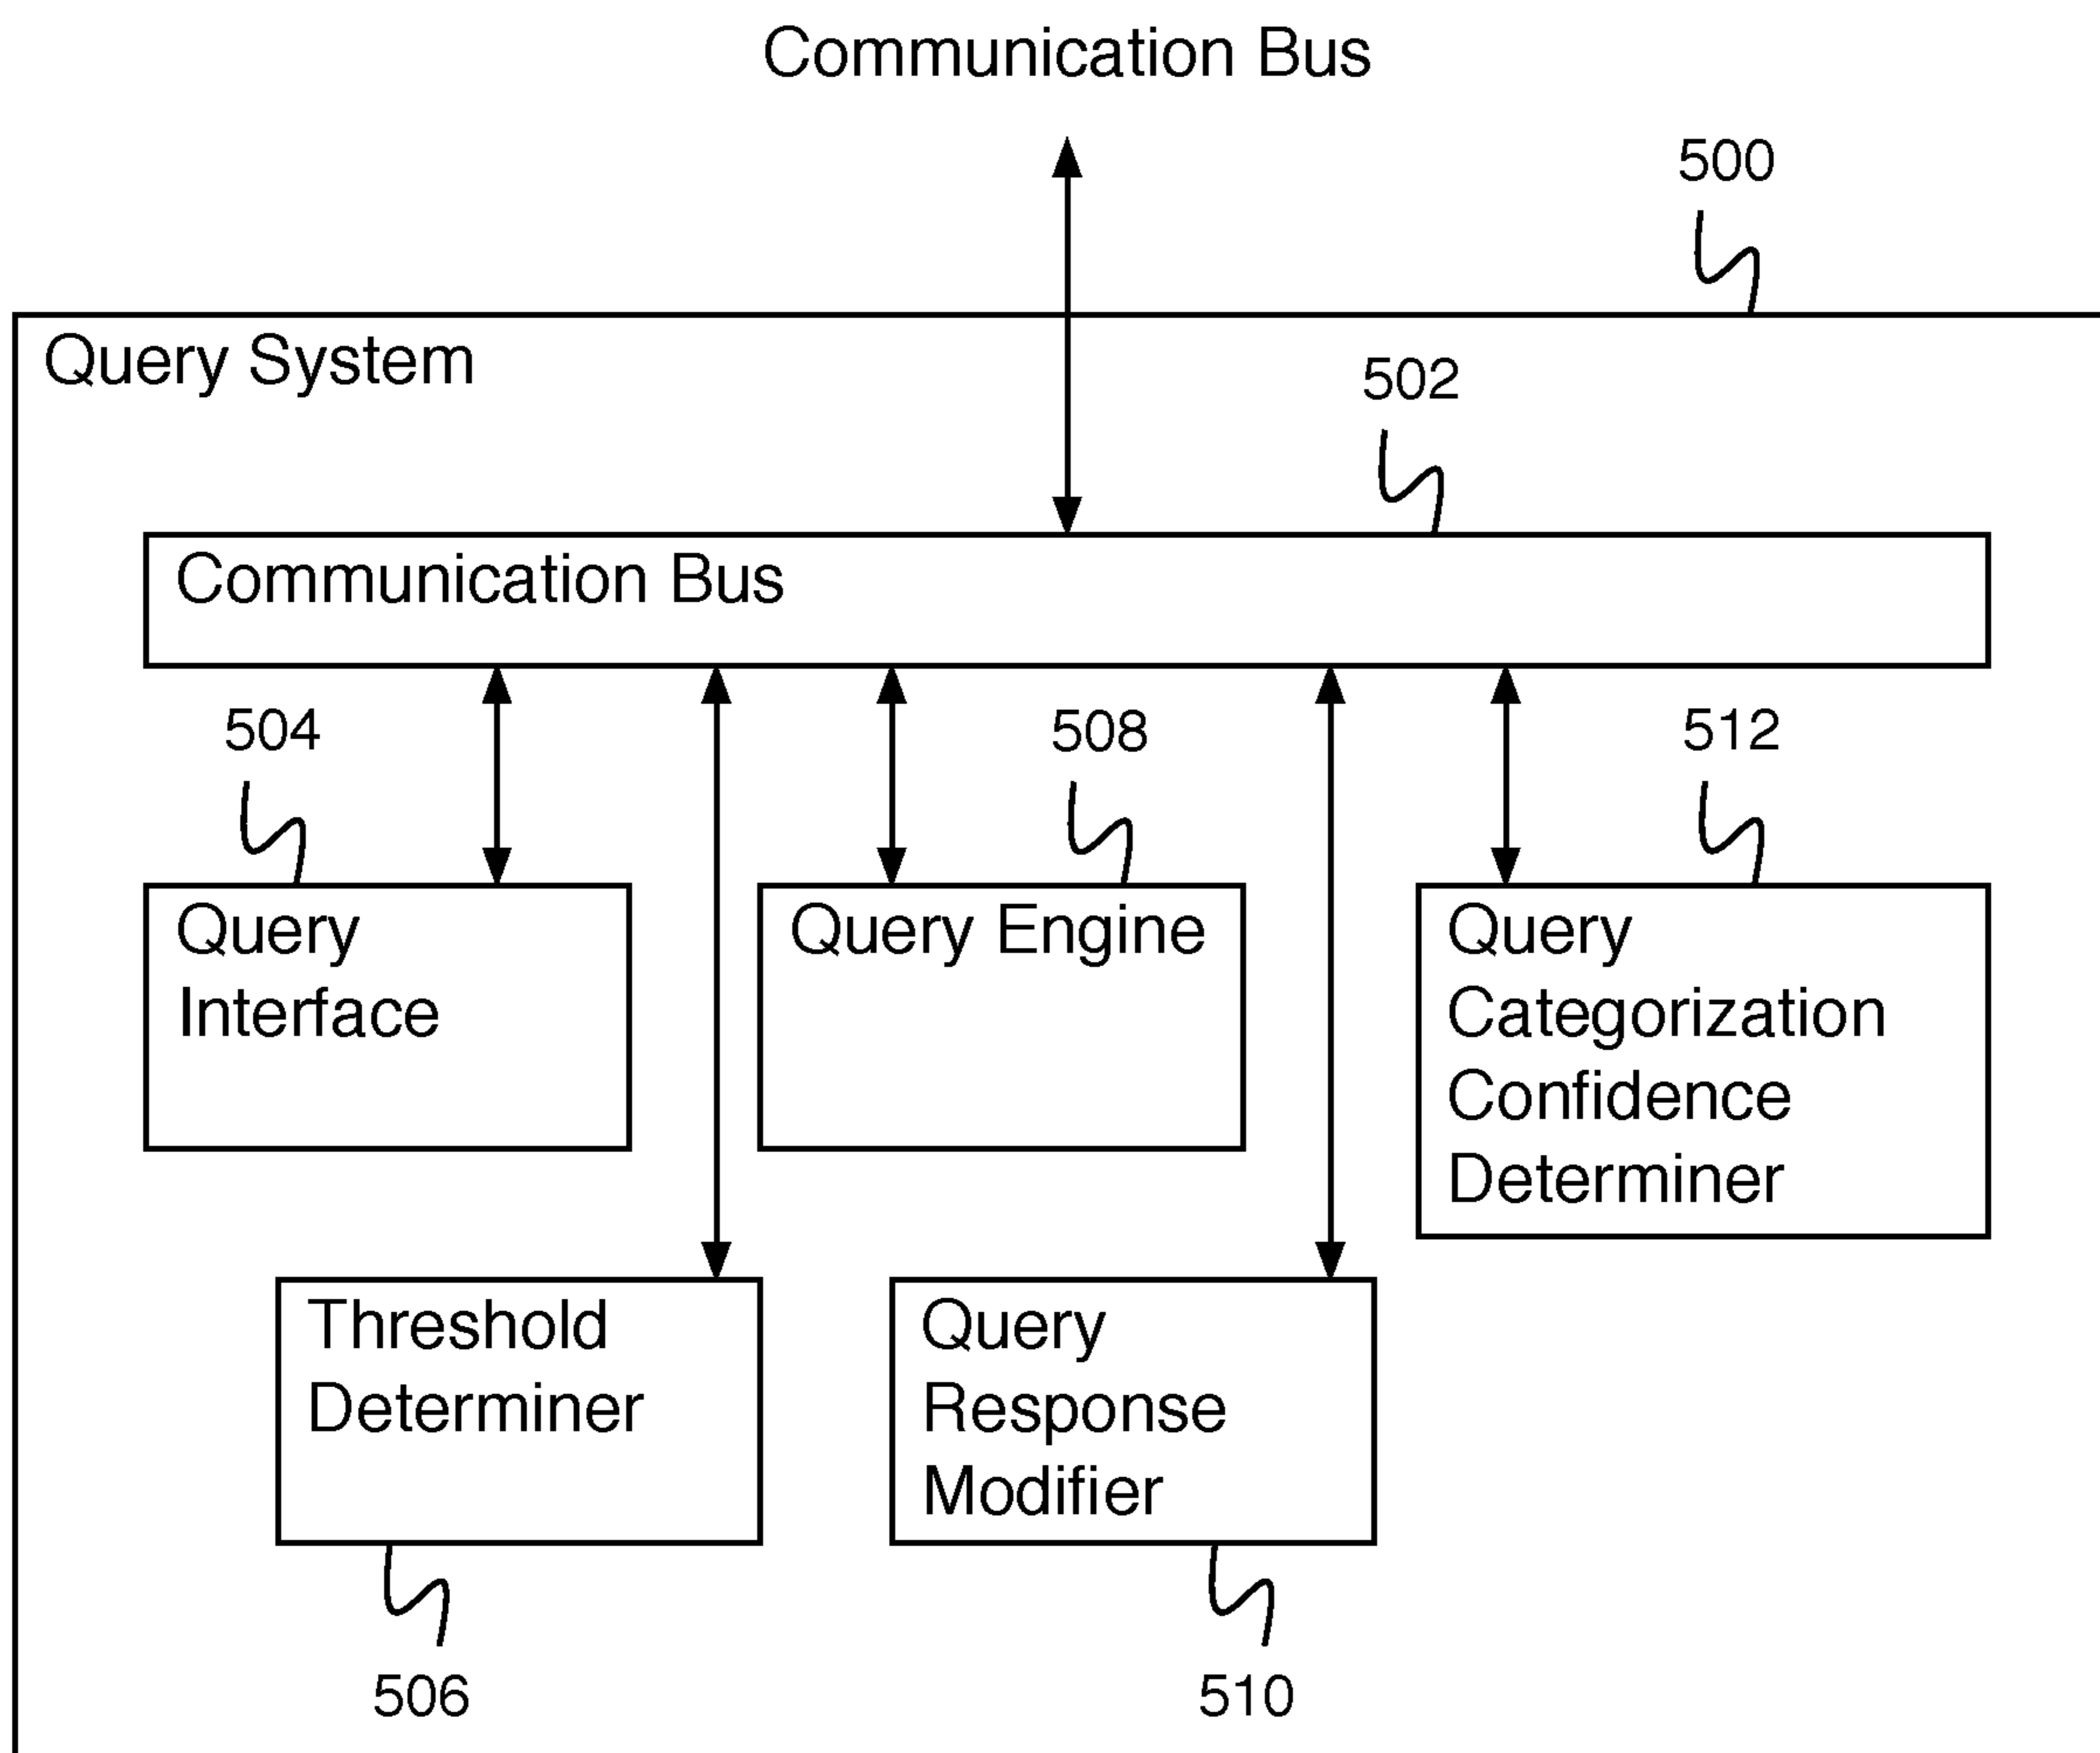 Communication Bus
500
Query System
502
Communication Bus
504
508
512
Query
Interface
Query Engine
Query
Categorization
Confidence
Determiner
Threshold
Determiner
Query
Response
Modifier
506
510